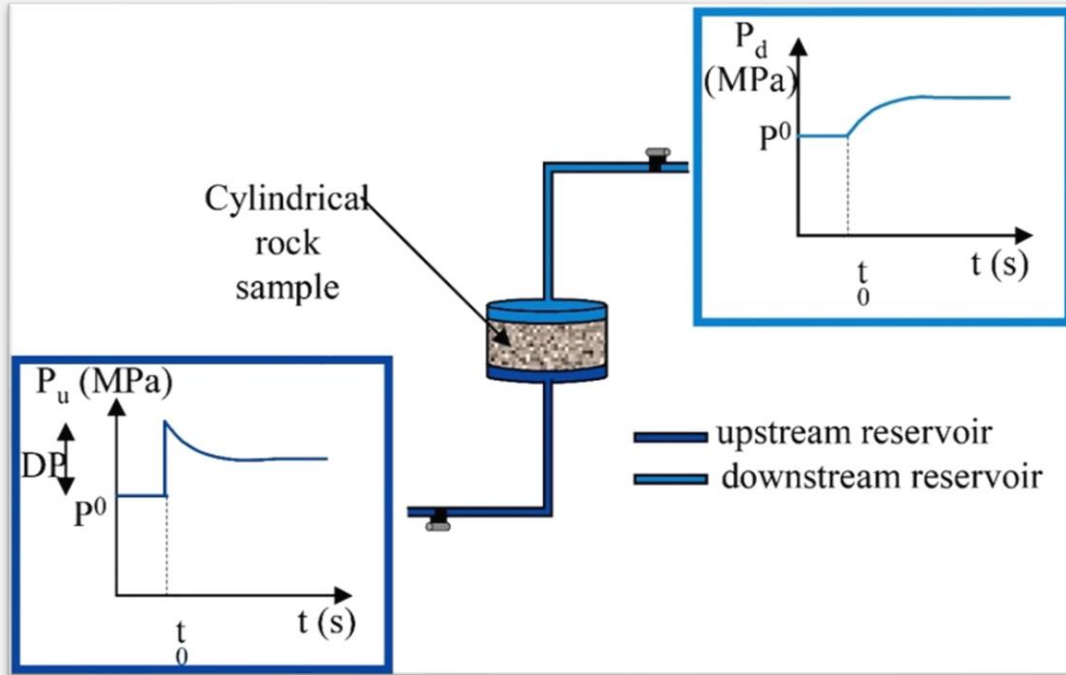 P_d
(MPa)
P⁰
t
0
t (s)
Cylindrical
rock
sample
P_u (MPa)
DP
P⁰
t
0
t (s)
upstream reservoir
downstream reservoir